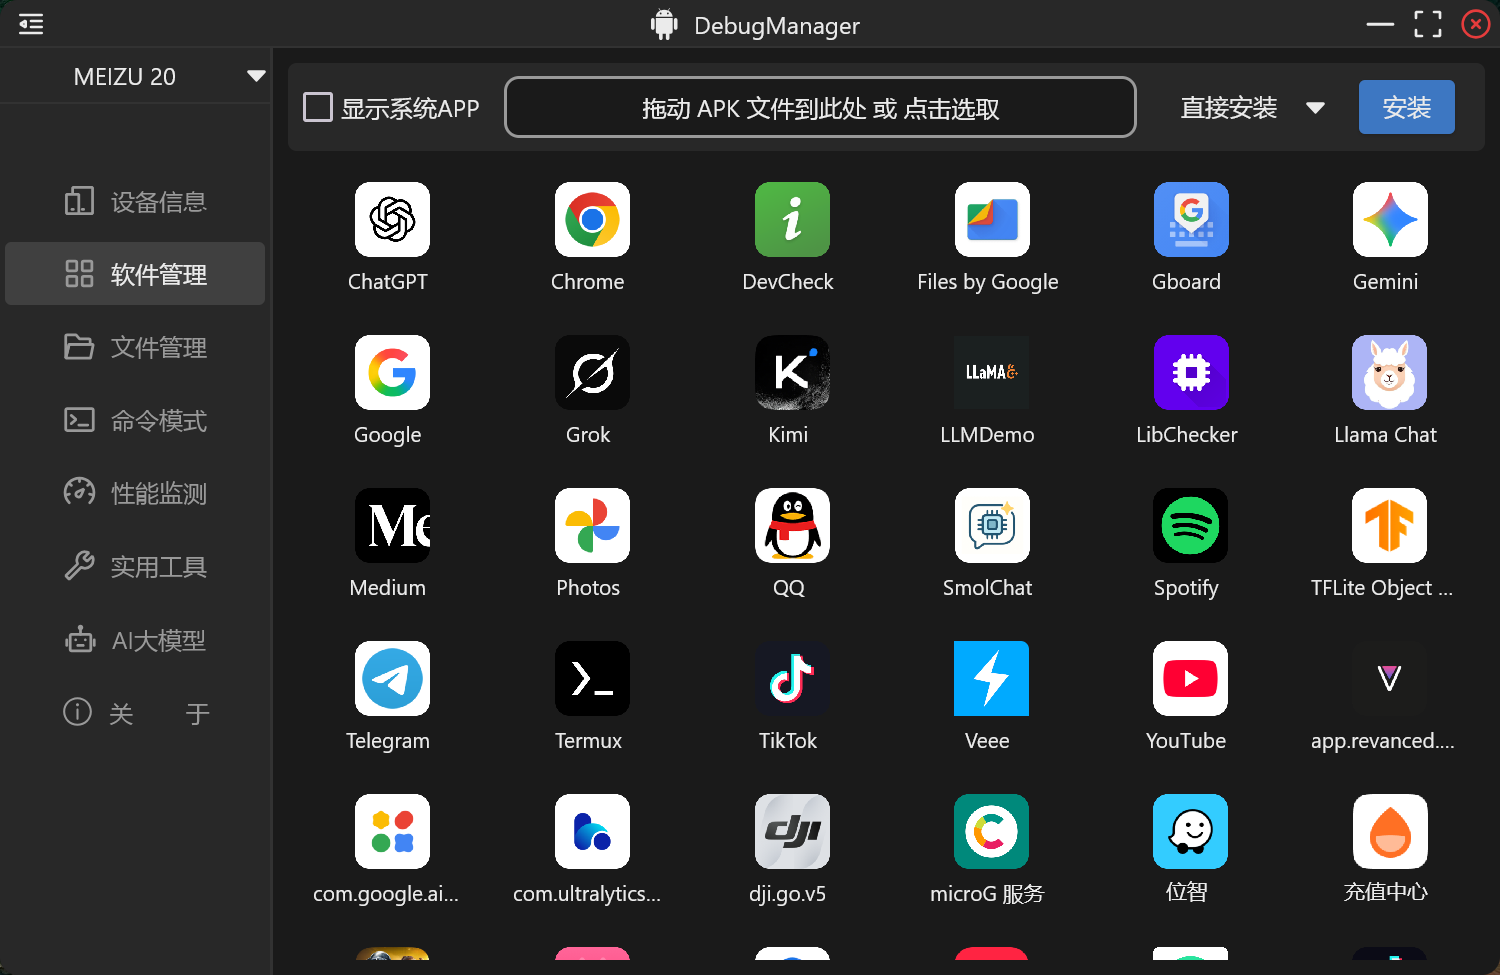 DebugManager
MEIZU 20
显示系统APP
拖动 APK 文件到此处 或 点击选取
直接安装
安装
设备信息
软件管理
文件管理
命令模式
性能监测
实用工具
AI大模型
关 于
ChatGPT
Chrome
DevCheck
Files by Google
Gboard
Gemini
LLaMA
Google
Grok
Kimi
LLMDemo
LibChecker
Llama Chat
Me
Medium
Photos
QQ
SmolChat
Spotify
TFLite Object ...
Telegram
Termux
TikTok
Veee
YouTube
app.revanced....
dji
com.google.ai...
com.ultralytics...
dji.go.v5
microG 服务
位智
充值中心